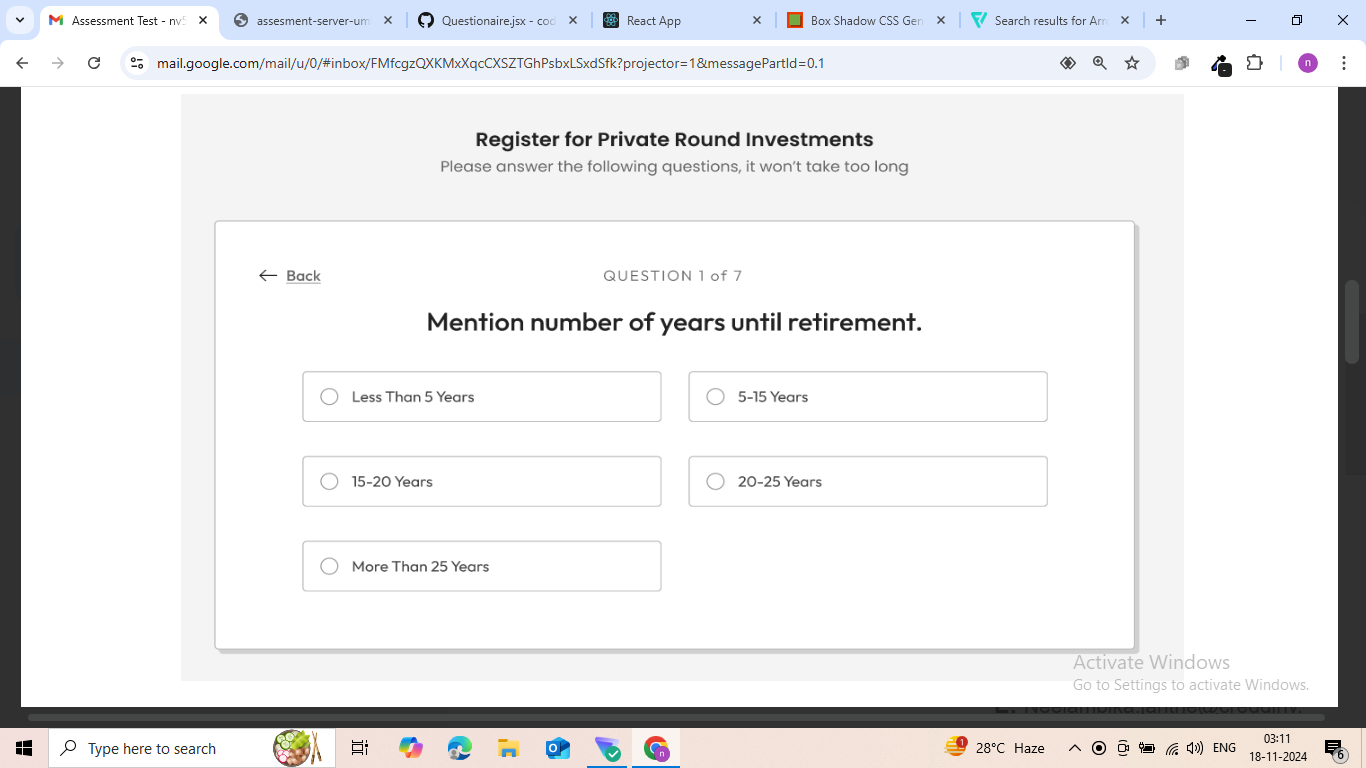 Assessment Test - nv5
assesment-server-um
Questionaire.jsx - cod
React App
Box Shadow CSS Gen
Search results for Arn
mail.google.com/mail/u/0/#inbox/FMfcgzQXKMxXqcCXSZTGhPsbxLSxdSfk?projector=1&messagePartId=0.1
n
Register for Private Round Investments
Please answer the following questions, it won't take too long
Back
QUESTION 1 of 7
Mention number of years until retirement.
Less Than 5 Years
5-15 Years
15-20 Years
20-25 Years
More Than 25 Years
Activate Windows
Go to Settings to activate Windows.
Type here to search
1
28°C Haze
ENG
03:11
18-11-2024
6